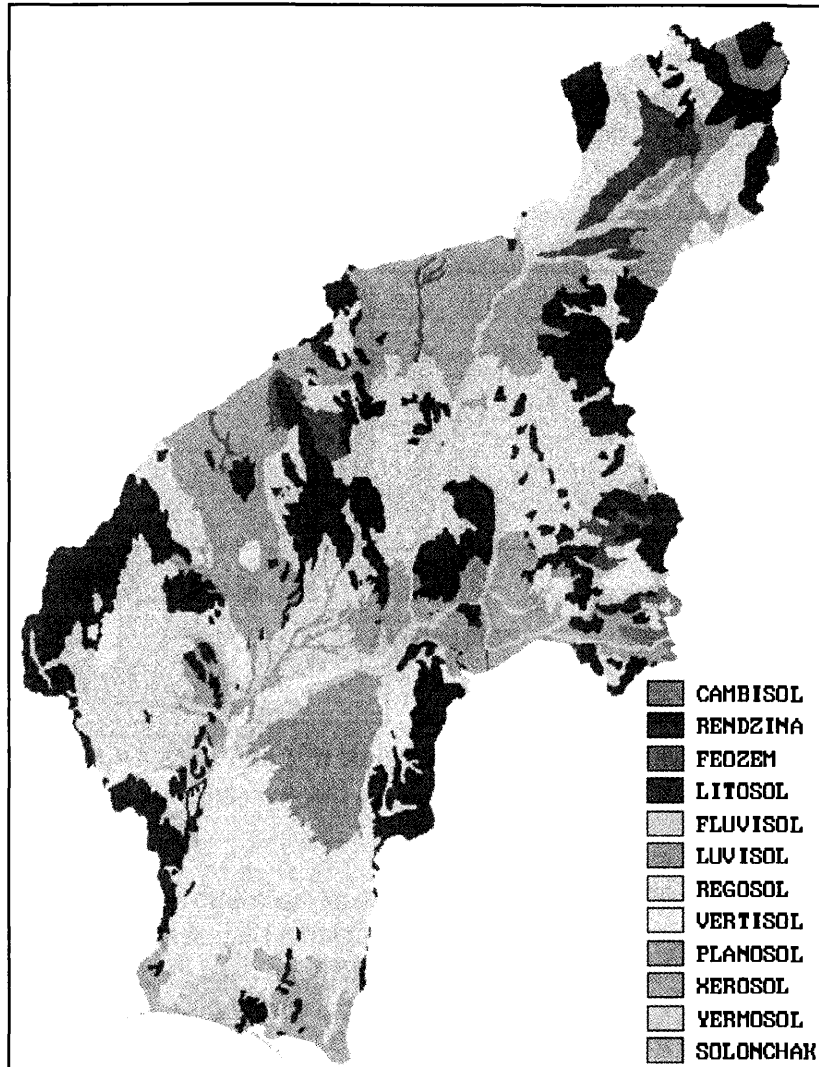 CAMBISOL
RENDZINA
FEOZEM
LITOSOL
FLUVISOL
LUVISOL
REGOSOL
VERTISOL
PLANOSOL
XEROSOL
YERMOSOL
SOLONCHAK